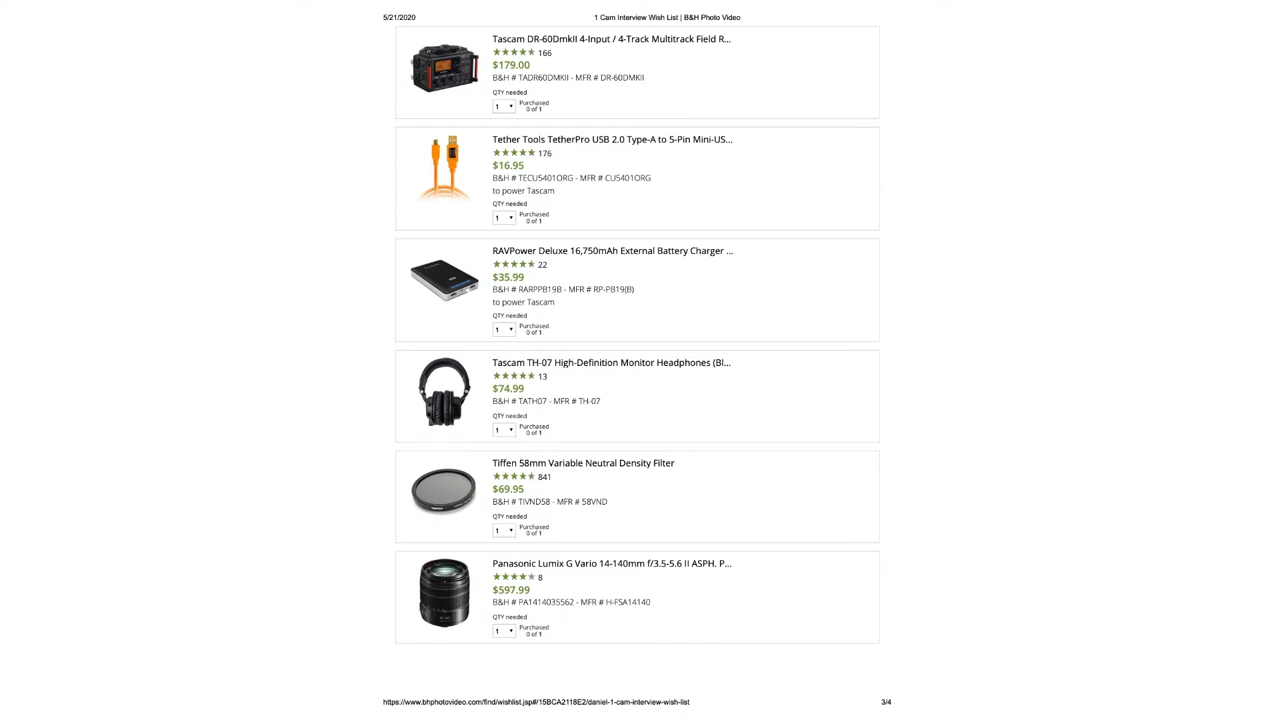 5/21/2020 1 Cam Interview Wish List | B&H Photo Video
Tascam DR-60DmkII 4-Input / 4-Track Multitrack Field R...
166
$179.00
B&H # TADR60DMKII - MFR # DR-60DMKII
QTY needed
1 Purchased
0 of 1
Tether Tools TetherPro USB 2.0 Type-A to 5-Pin Mini-US...
176
$16.95
B&H # TECU5401ORG - MFR # CU5401ORG
to power Tascam
QTY needed
1 Purchased
0 of 1
RAVPower Deluxe 16,750mAh External Battery Charger ...
22
$35.99
B&H # RARPPB19B - MFR # RP-PB19(B)
to power Tascam
QTY needed
1 Purchased
0 of 1
Tascam TH-07 High-Definition Monitor Headphones (Bl...
13
$74.99
B&H # TATH07 - MFR # TH-07
QTY needed
1 Purchased
0 of 1
Tiffen 58mm Variable Neutral Density Filter
841
$69.95
B&H # TIVND58 - MFR # 58VND
QTY needed
1 Purchased
0 of 1
Panasonic Lumix G Vario 14-140mm f/3.5-5.6 II ASPH. P...
8
$597.99
B&H # PA1414035562 - MFR # H-FSA14140
QTY needed
1 Purchased
0 of 1
https://www.bhphotovideo.com/find/wishlist.jsp#/15BCA2118E2/daniel-1-cam-interview-wish-list 3/4